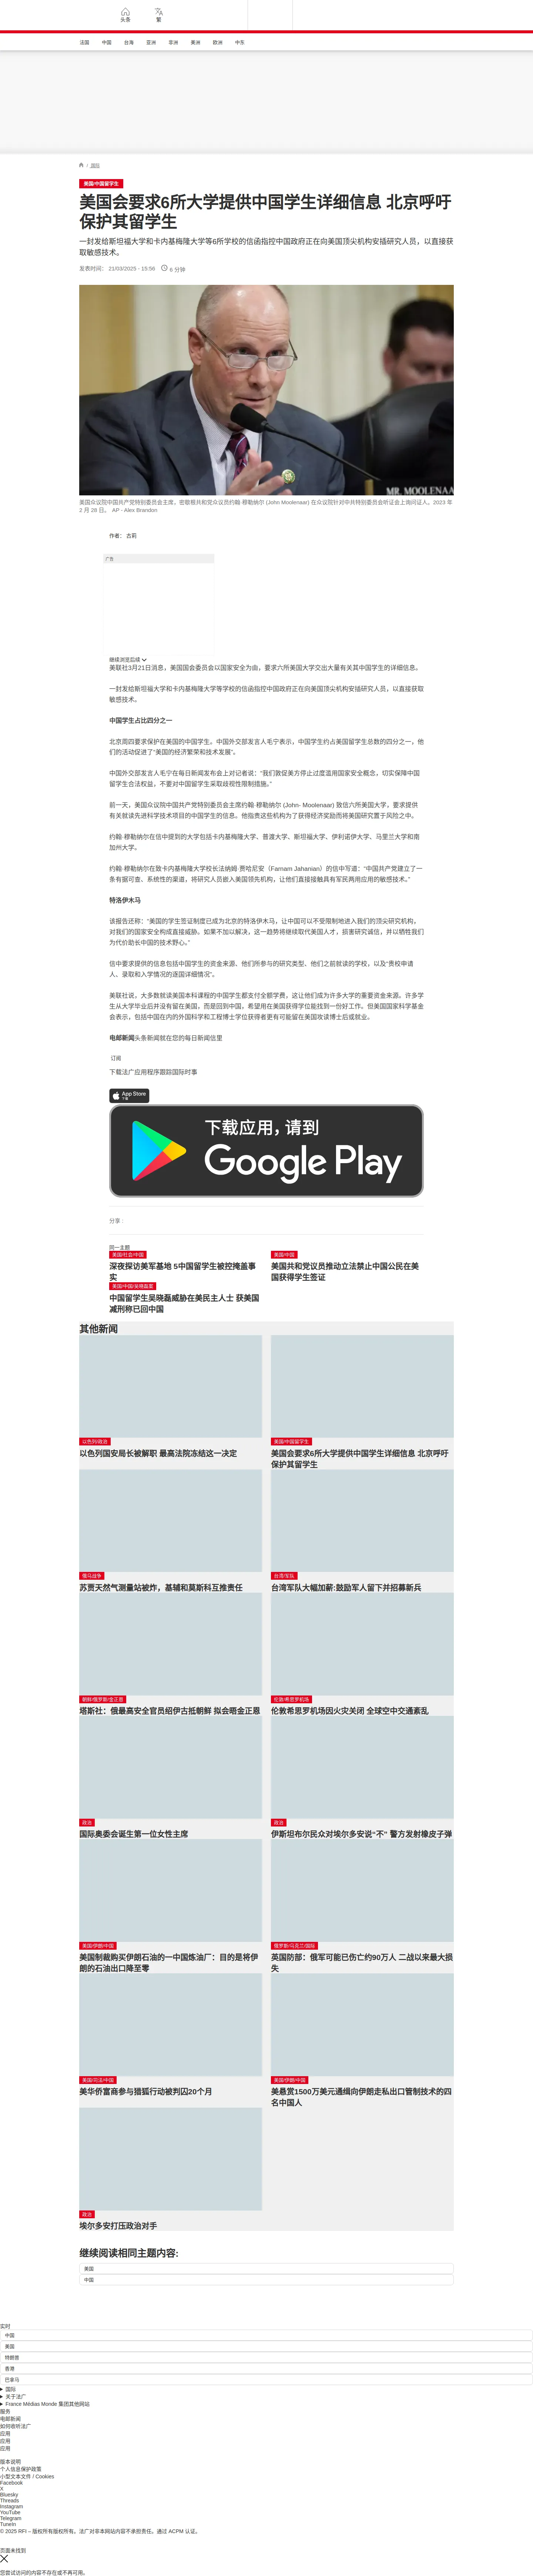 头条
繁
法国 中国 台海 亚洲 非洲 美洲 欧洲 中东
/ 国际
美国/中国留学生
美国会要求6所大学提供中国学生详细信息 北京呼吁
保护其留学生
一封发给斯坦福大学和卡内基梅隆大学等6所学校的信函指控中国政府正在向美国顶尖机构安插研究人员，以直接获
取敏感技术。
发表时间： 21/03/2025 - 15:56 6 分钟
MR. MOOLENAA
美国众议院中国共产党特别委员会主席，密歇根共和党众议员约翰·穆勒纳尔 (John Moolenaar) 在众议院针对中共特别委员会听证会上询问证人。2023 年
2 月 28 日。 AP - Alex Brandon
作者： 古莉
广告
继续浏览后续
美联社3月21日消息，美国国会委员会以国家安全为由，要求六所美国大学交出大量有关其中国学生的详细信息。
一封发给斯坦福大学和卡内基梅隆大学等学校的信函指控中国政府正在向美国顶尖机构安插研究人员，以直接获取
敏感技术。
中国学生占比四分之一
北京周四要求保护在美国的中国学生。中国外交部发言人毛宁表示，中国学生约占美国留学生总数的四分之一，他
们的活动促进了“美国的经济繁荣和技术发展”。
中国外交部发言人毛宁在每日新闻发布会上对记者说：“我们敦促美方停止过度滥用国家安全概念，切实保障中国
留学生合法权益，不要对中国留学生采取歧视性限制措施。”
前一天，美国众议院中国共产党特别委员会主席约翰·穆勒纳尔 (John- Moolenaar) 致信六所美国大学，要求提供
有关就读先进科学技术项目的中国学生的信息。他指责这些机构为了获得经济奖励而将美国研究置于风险之中。
约翰·穆勒纳尔在信中提到的大学包括卡内基梅隆大学、普渡大学、斯坦福大学、伊利诺伊大学、马里兰大学和南
加州大学。
约翰·穆勒纳尔在致卡内基梅隆大学校长法纳姆·贾哈尼安（Farnam Jahanian）的信中写道：“中国共产党建立了一
条有据可查、系统性的渠道，将研究人员嵌入美国领先机构，让他们直接接触具有军民两用应用的敏感技术。”
特洛伊木马
该报告还称：“美国的学生签证制度已成为北京的特洛伊木马，让中国可以不受限制地进入我们的顶尖研究机构，
对我们的国家安全构成直接威胁。如果不加以解决，这一趋势将继续取代美国人才，损害研究诚信，并以牺牲我们
为代价助长中国的技术野心。”
信中要求提供的信息包括中国学生的资金来源、他们所参与的研究类型、他们之前就读的学校，以及“贵校申请
人、录取和入学情况的逐国详细情况”。
美联社说，大多数就读美国本科课程的中国学生都支付全额学费，这让他们成为许多大学的重要资金来源。许多学
生从大学毕业后并没有留在美国，而是回到中国，希望用在美国获得学位能找到一份好工作。但美国国家科学基金
会表示，包括中国在内的外国科学和工程博士学位获得者更有可能留在美国攻读博士后或就业。
电邮新闻头条新闻就在您的每日新闻信里
订阅
下载法广应用程序跟踪国际时事
App Store
下载
下载应用，请到
Google Play
分享 :
同一主题
美国/社会/中国
深夜探访美军基地 5中国留学生被控掩盖事
实
美国/中国
美国共和党议员推动立法禁止中国公民在美
国获得学生签证
美国/中国/吴晓磊案
中国留学生吴晓磊威胁在美民主人士 获美国
减刑称已回中国
其他新闻
以色列/政治
以色列国安局长被解职 最高法院冻结这一决定
美国/中国留学生
美国会要求6所大学提供中国学生详细信息 北京呼吁
保护其留学生
俄乌战争
苏贾天然气测量站被炸，基辅和莫斯科互推责任
台湾/军队
台湾军队大幅加薪:鼓励军人留下并招募新兵
朝鲜/俄罗斯/金正恩
塔斯社：俄最高安全官员绍伊古抵朝鲜 拟会晤金正恩
伦敦/希思罗机场
伦敦希思罗机场因火灾关闭 全球空中交通紊乱
政治
国际奥委会诞生第一位女性主席
政治
伊斯坦布尔民众对埃尔多安说“不” 警方发射橡皮子弹
美国/伊朗/中国
美国制裁购买伊朗石油的一中国炼油厂：目的是将伊
朗的石油出口降至零
俄罗斯/乌克兰/国际
英国防部：俄军可能已伤亡约90万人 二战以来最大损
失
美国/司法/中国
美华侨富商参与猎狐行动被判囚20个月
美国/伊朗/中国
美悬赏1500万美元通缉向伊朗走私出口管制技术的四
名中国人
政治
埃尔多安打压政治对手
继续阅读相同主题内容:
美国
中国
实时
中国
美国
特朗普
香港
巴拿马
国际
关于法广
France Médias Monde 集团其他网站
服务
电邮新闻
如何收听法广
应用
应用
应用
版本说明
个人信息保护政策
小型文本文件 / Cookies
Facebook
X
Bluesky
Threads
Instagram
YouTube
Telegram
TuneIn
© 2025 RFI – 版权所有版权所有。法广对非本网站内容不承担责任。通过 ACPM 认证。
页面未找到
您尝试访问的内容不存在或不再可用。